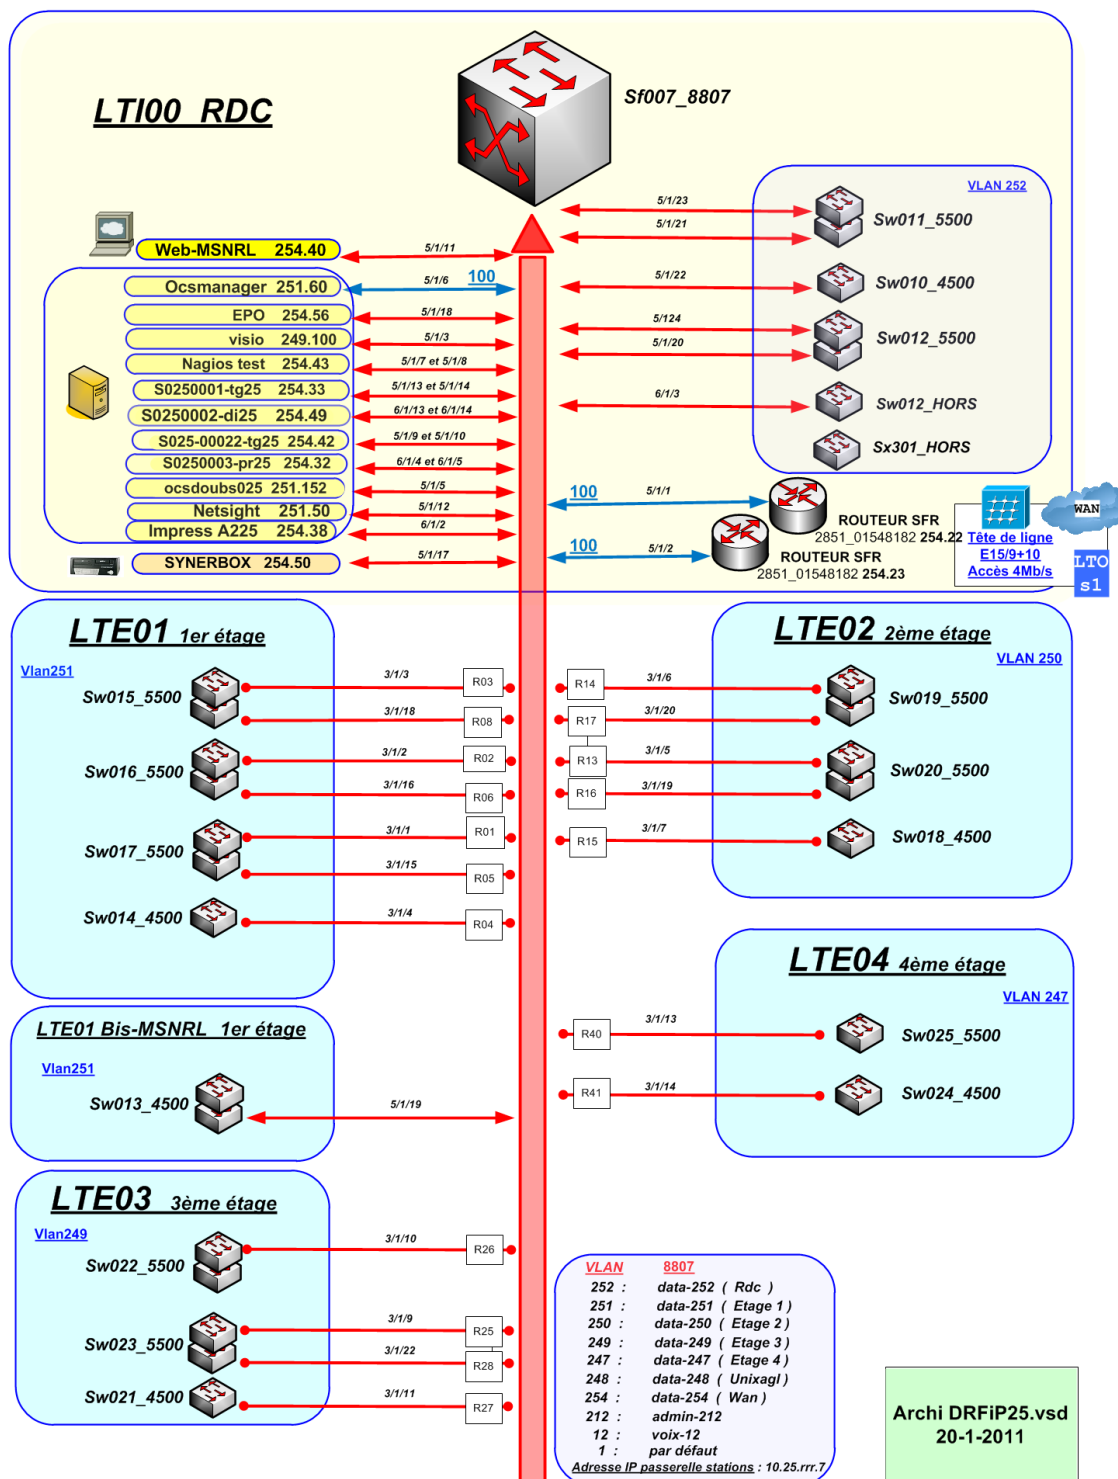 LTI00 RDC
Sf007_8807
VLAN 252
5/1/23
Sw011_5500
5/1/21
Web-MSNRL 254.40
5/1/11
Ocsmanager 251.60
5/1/6
100
5/1/22
Sw010_4500
EPO 254.56
5/1/18
5/124
Sw012_5500
visio 249.100
5/1/3
5/1/20
Nagios test 254.43
5/1/7 et 5/1/8
S0250001-tg25 254.33
5/1/13 et 5/1/14
6/1/3
Sw012_HORS
S0250002-di25 254.49
6/1/13 et 6/1/14
S025-00022-tg25 254.42
5/1/9 et 5/1/10
Sx301_HORS
S0250003-pr25 254.32
6/1/4 et 6/1/5
ocsdoubs025 251.152
5/1/5
100
5/1/1
Netsight 251.50
5/1/12
ROUTEUR SFR
2851_01548182 254.22
Impress A225 254.38
6/1/2
WAN
Tête de ligne
E15/9+10
Accès 4Mb/s
LTO
s1
SYNERBOX 254.50
5/1/17
100
5/1/2
ROUTEUR SFR
2851_01548182 254.23
LTE01 1er étage
Vlan251
Sw015_5500
3/1/3
R03
3/1/18
R08
Sw016_5500
3/1/2
R02
3/1/16
R06
Sw017_5500
3/1/1
R01
3/1/15
R05
Sw014_4500
3/1/4
R04
LTE02 2ème étage
VLAN 250
R14
3/1/6
Sw019_5500
R17
3/1/20
R13
3/1/5
Sw020_5500
R16
3/1/19
R15
3/1/7
Sw018_4500
LTE04 4ème étage
VLAN 247
R40
3/1/13
Sw025_5500
R41
3/1/14
Sw024_4500
LTE01 Bis-MSNRL 1er étage
Vlan251
Sw013_4500
5/1/19
LTE03 3ème étage
Vlan249
Sw022_5500
3/1/10
R26
Sw023_5500
3/1/9
R25
3/1/22
R28
Sw021_4500
3/1/11
R27
VLAN 8807
252 : data-252 ( Rdc )
251 : data-251 ( Etage 1 )
250 : data-250 ( Etage 2 )
249 : data-249 ( Etage 3 )
247 : data-247 ( Etage 4 )
248 : data-248 ( Unixagl )
254 : data-254 ( Wan )
212 : admin-212
12 : voix-12
1 : par défaut
Adresse IP passerelle stations : 10.25.rrr.7
Archi DRFiP25.vsd
20-1-2011